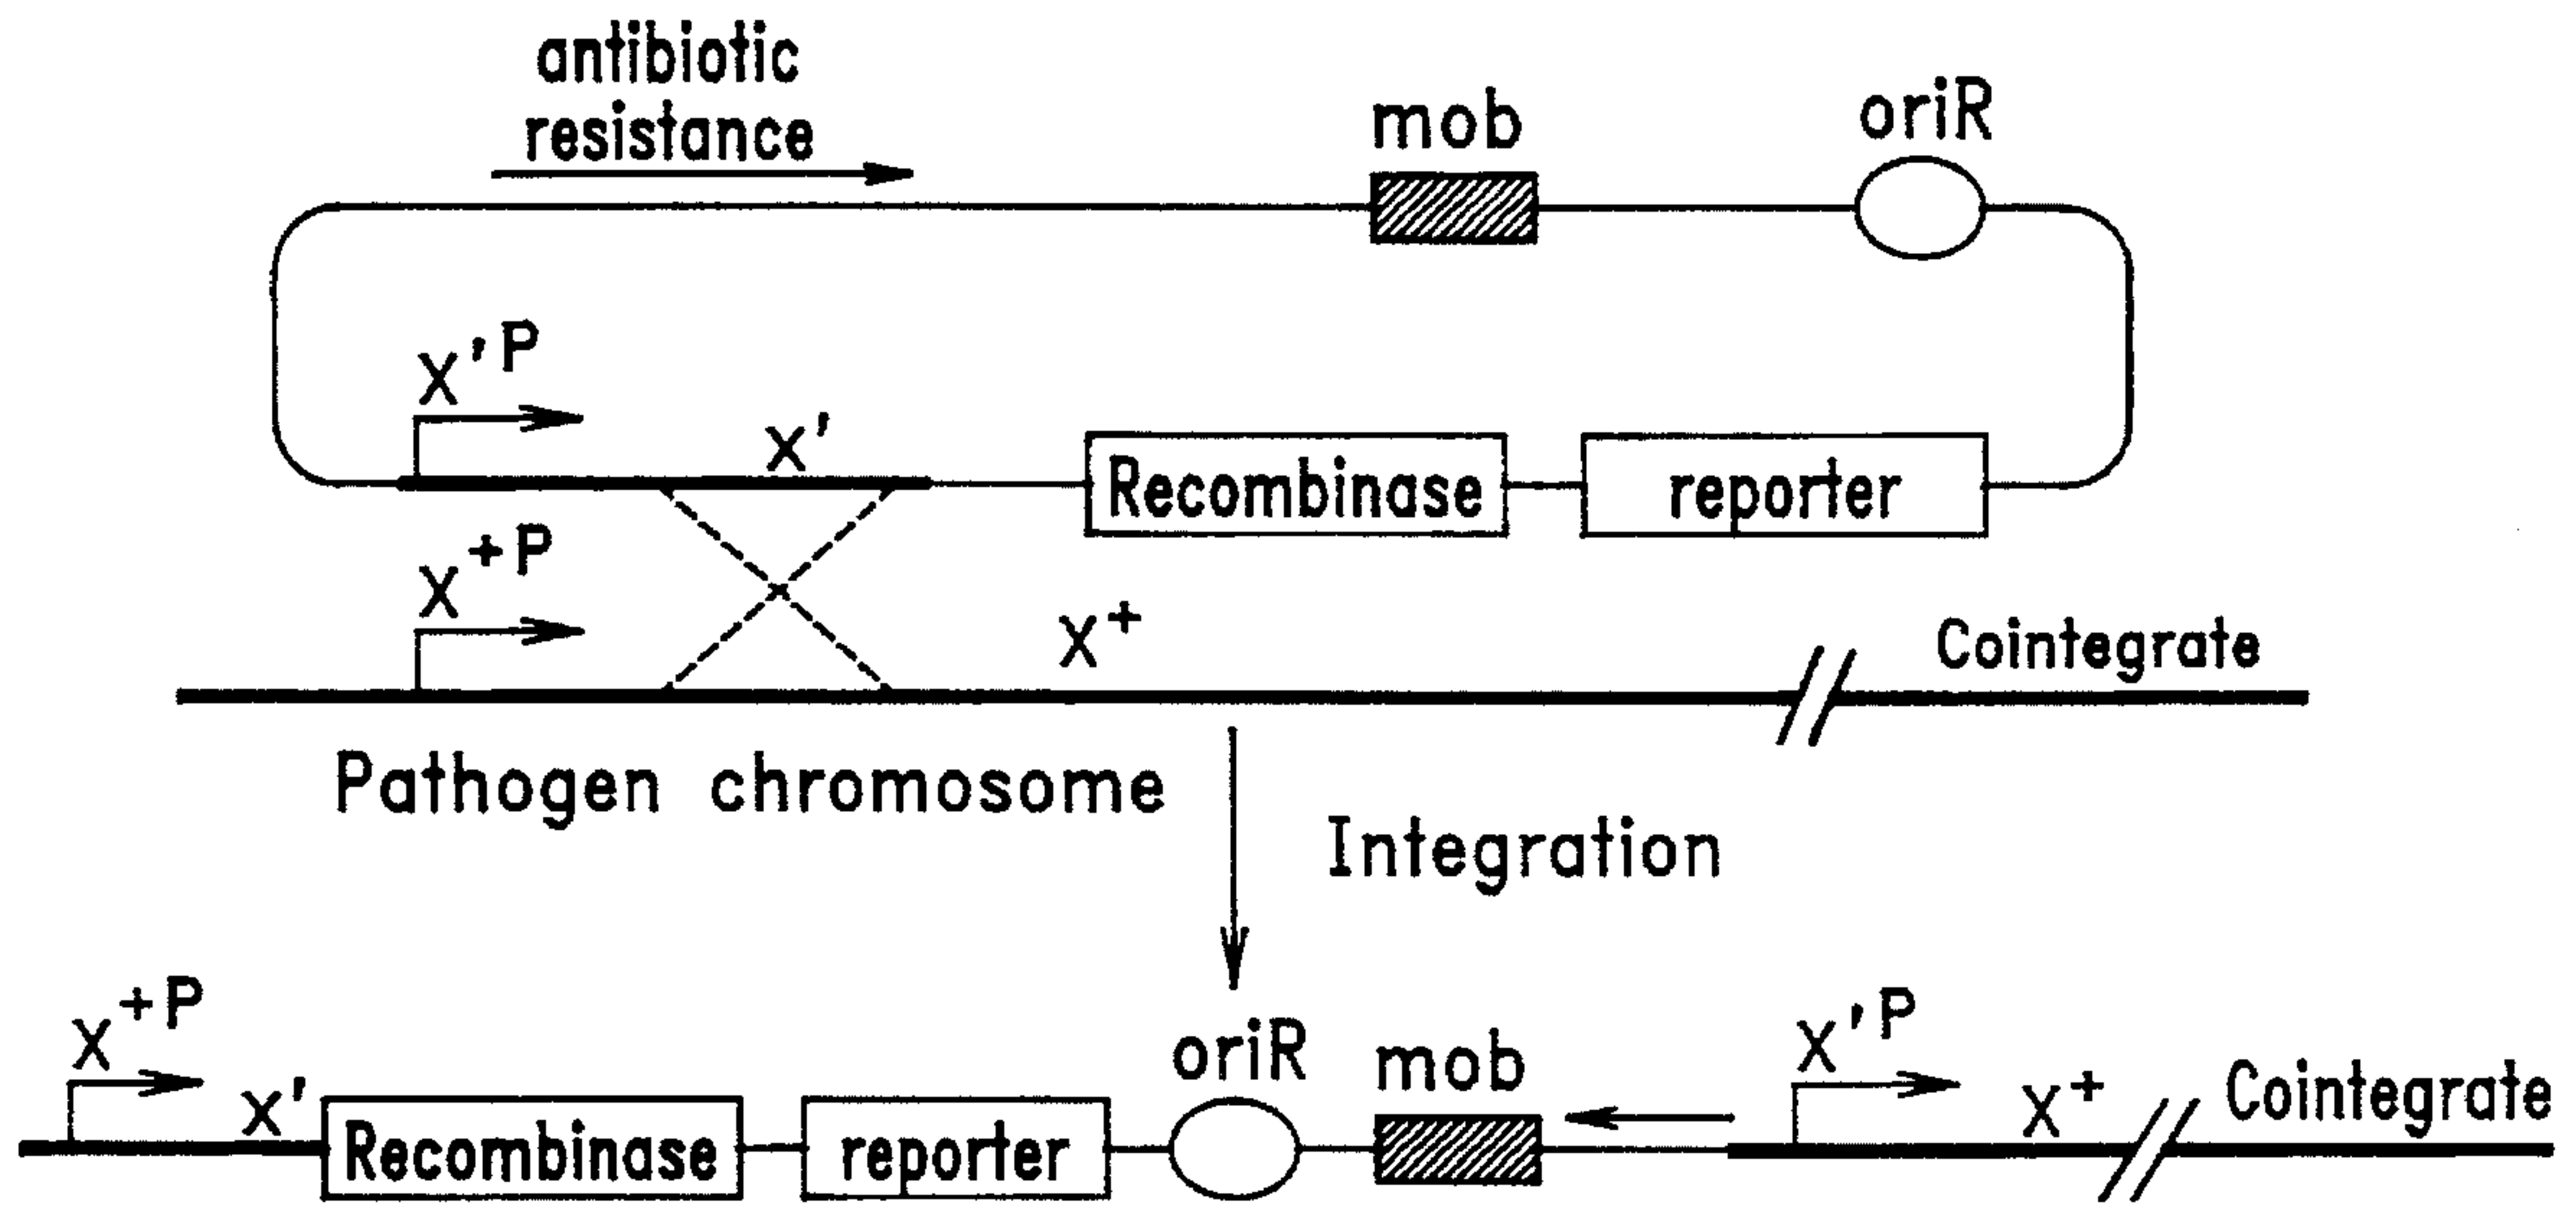 antibiotic
resistance
mob
oriR
X'P
X'
Recombinase
reporter
X+P
X+
Cointegrate
Pathogen chromosome
Integration
X+P
X'
Recombinase
reporter
oriR
mob
X'P
X+
Cointegrate